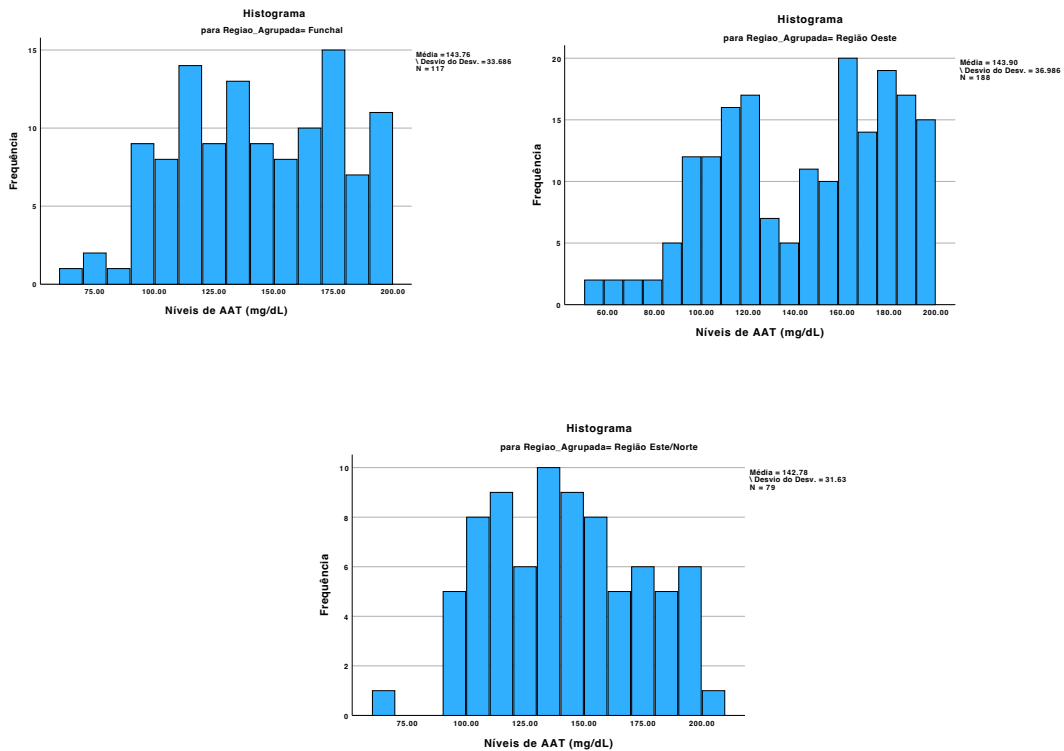 Histograma
para Regiao_Agrupada= Funchal
Média = 143.76
\ Desvio do Desv. = 33.686
N = 117
Frequência
15
10
5
0
75.00 100.00 125.00 150.00 175.00 200.00
Níveis de AAT (mg/dL)
Histograma
para Regiao_Agrupada= Região Oeste
Média = 143.90
\ Desvio do Desv. = 36.986
N = 188
Frequência
20
15
10
5
0
60.00 80.00 100.00 120.00 140.00 160.00 180.00 200.00
Níveis de AAT (mg/dL)
Histograma
para Regiao_Agrupada= Região Este/Norte
Média = 142.78
\ Desvio do Desv. = 31.63
N = 79
Frequência
10
8
6
4
2
0
75.00 100.00 125.00 150.00 175.00 200.00
Níveis de AAT (mg/dL)